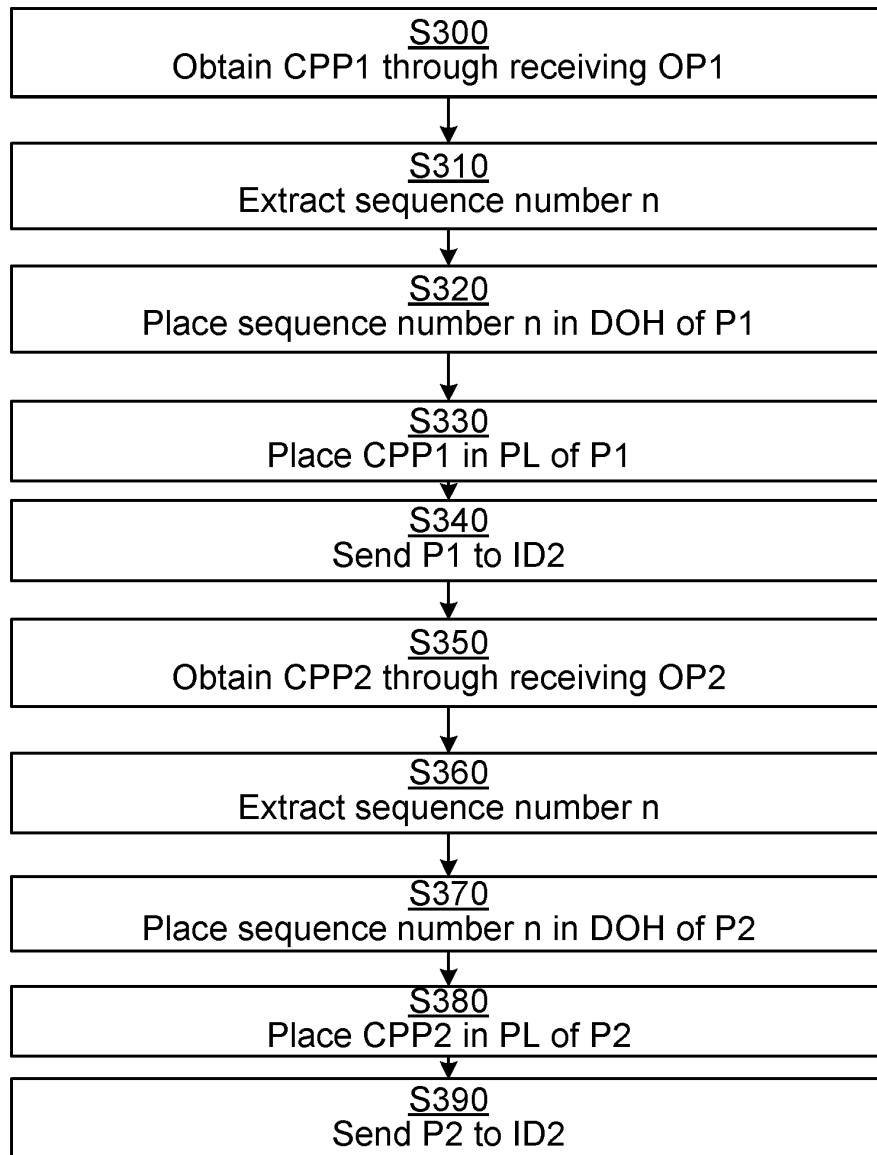 S300
Obtain CPP1 through receiving OP1
S310
Extract sequence number n
S320
Place sequence number n in DOH of P1
S330
Place CPP1 in PL of P1
S340
Send P1 to ID2
S350
Obtain CPP2 through receiving OP2
S360
Extract sequence number n
S370
Place sequence number n in DOH of P2
S380
Place CPP2 in PL of P2
S390
Send P2 to ID2